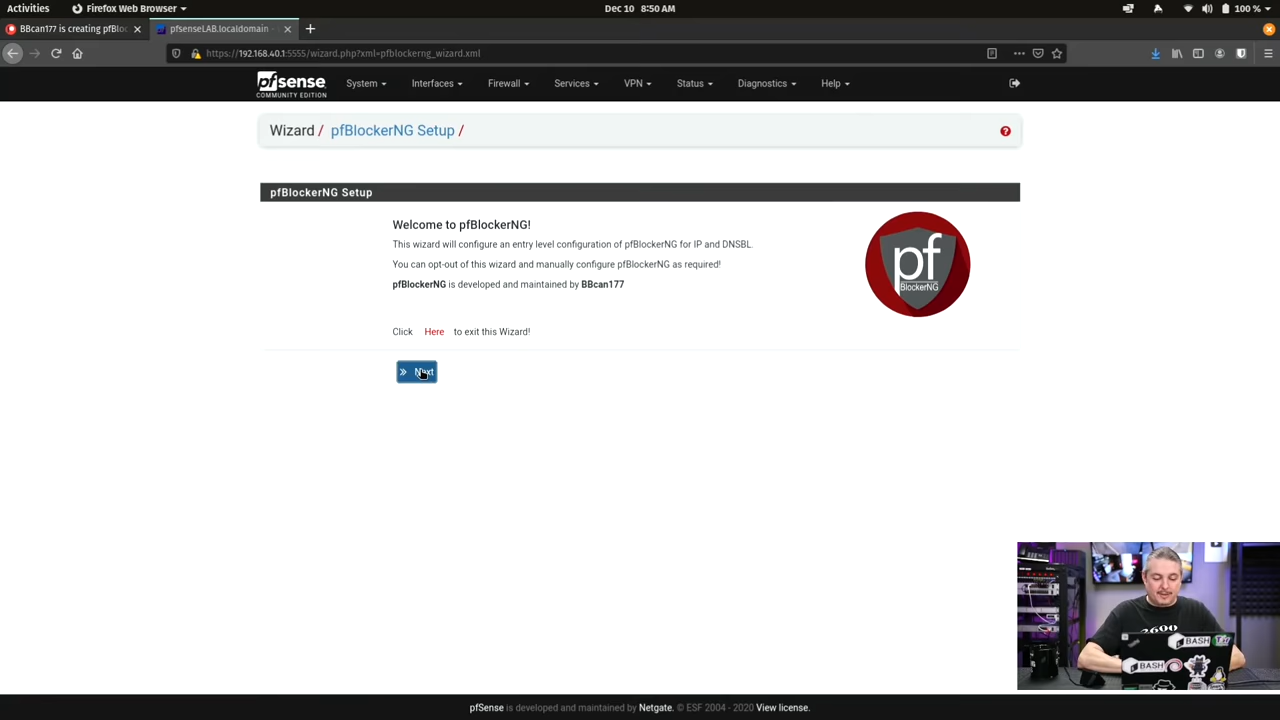 Activities Firefox Web Browser Dec 10 8:50 AM 100 %
BBcan177 is creating pfBloc pfsenseLAB.localdomain -
https://192.168.40.1:5555/wizard.php?xml=pfblockerng_wizard.xml
pfsense System Interfaces Firewall Services VPN Status Diagnostics Help
COMMUNITY EDITION
Wizard / pfBlockerNG Setup /
pfBlockerNG Setup
Welcome to pfBlockerNG!
This wizard will configure an entry level configuration of pfBlockerNG for IP and DNSBL.
You can opt-out of this wizard and manually configure pfBlockerNG as required!
pfBlockerNG is developed and maintained by BBcan177
pf
BlockerNG
Click Here to exit this Wizard!
Next
2600
BASH
BASH
pfSense is developed and maintained by Netgate. © ESF 2004 - 2020 View license.